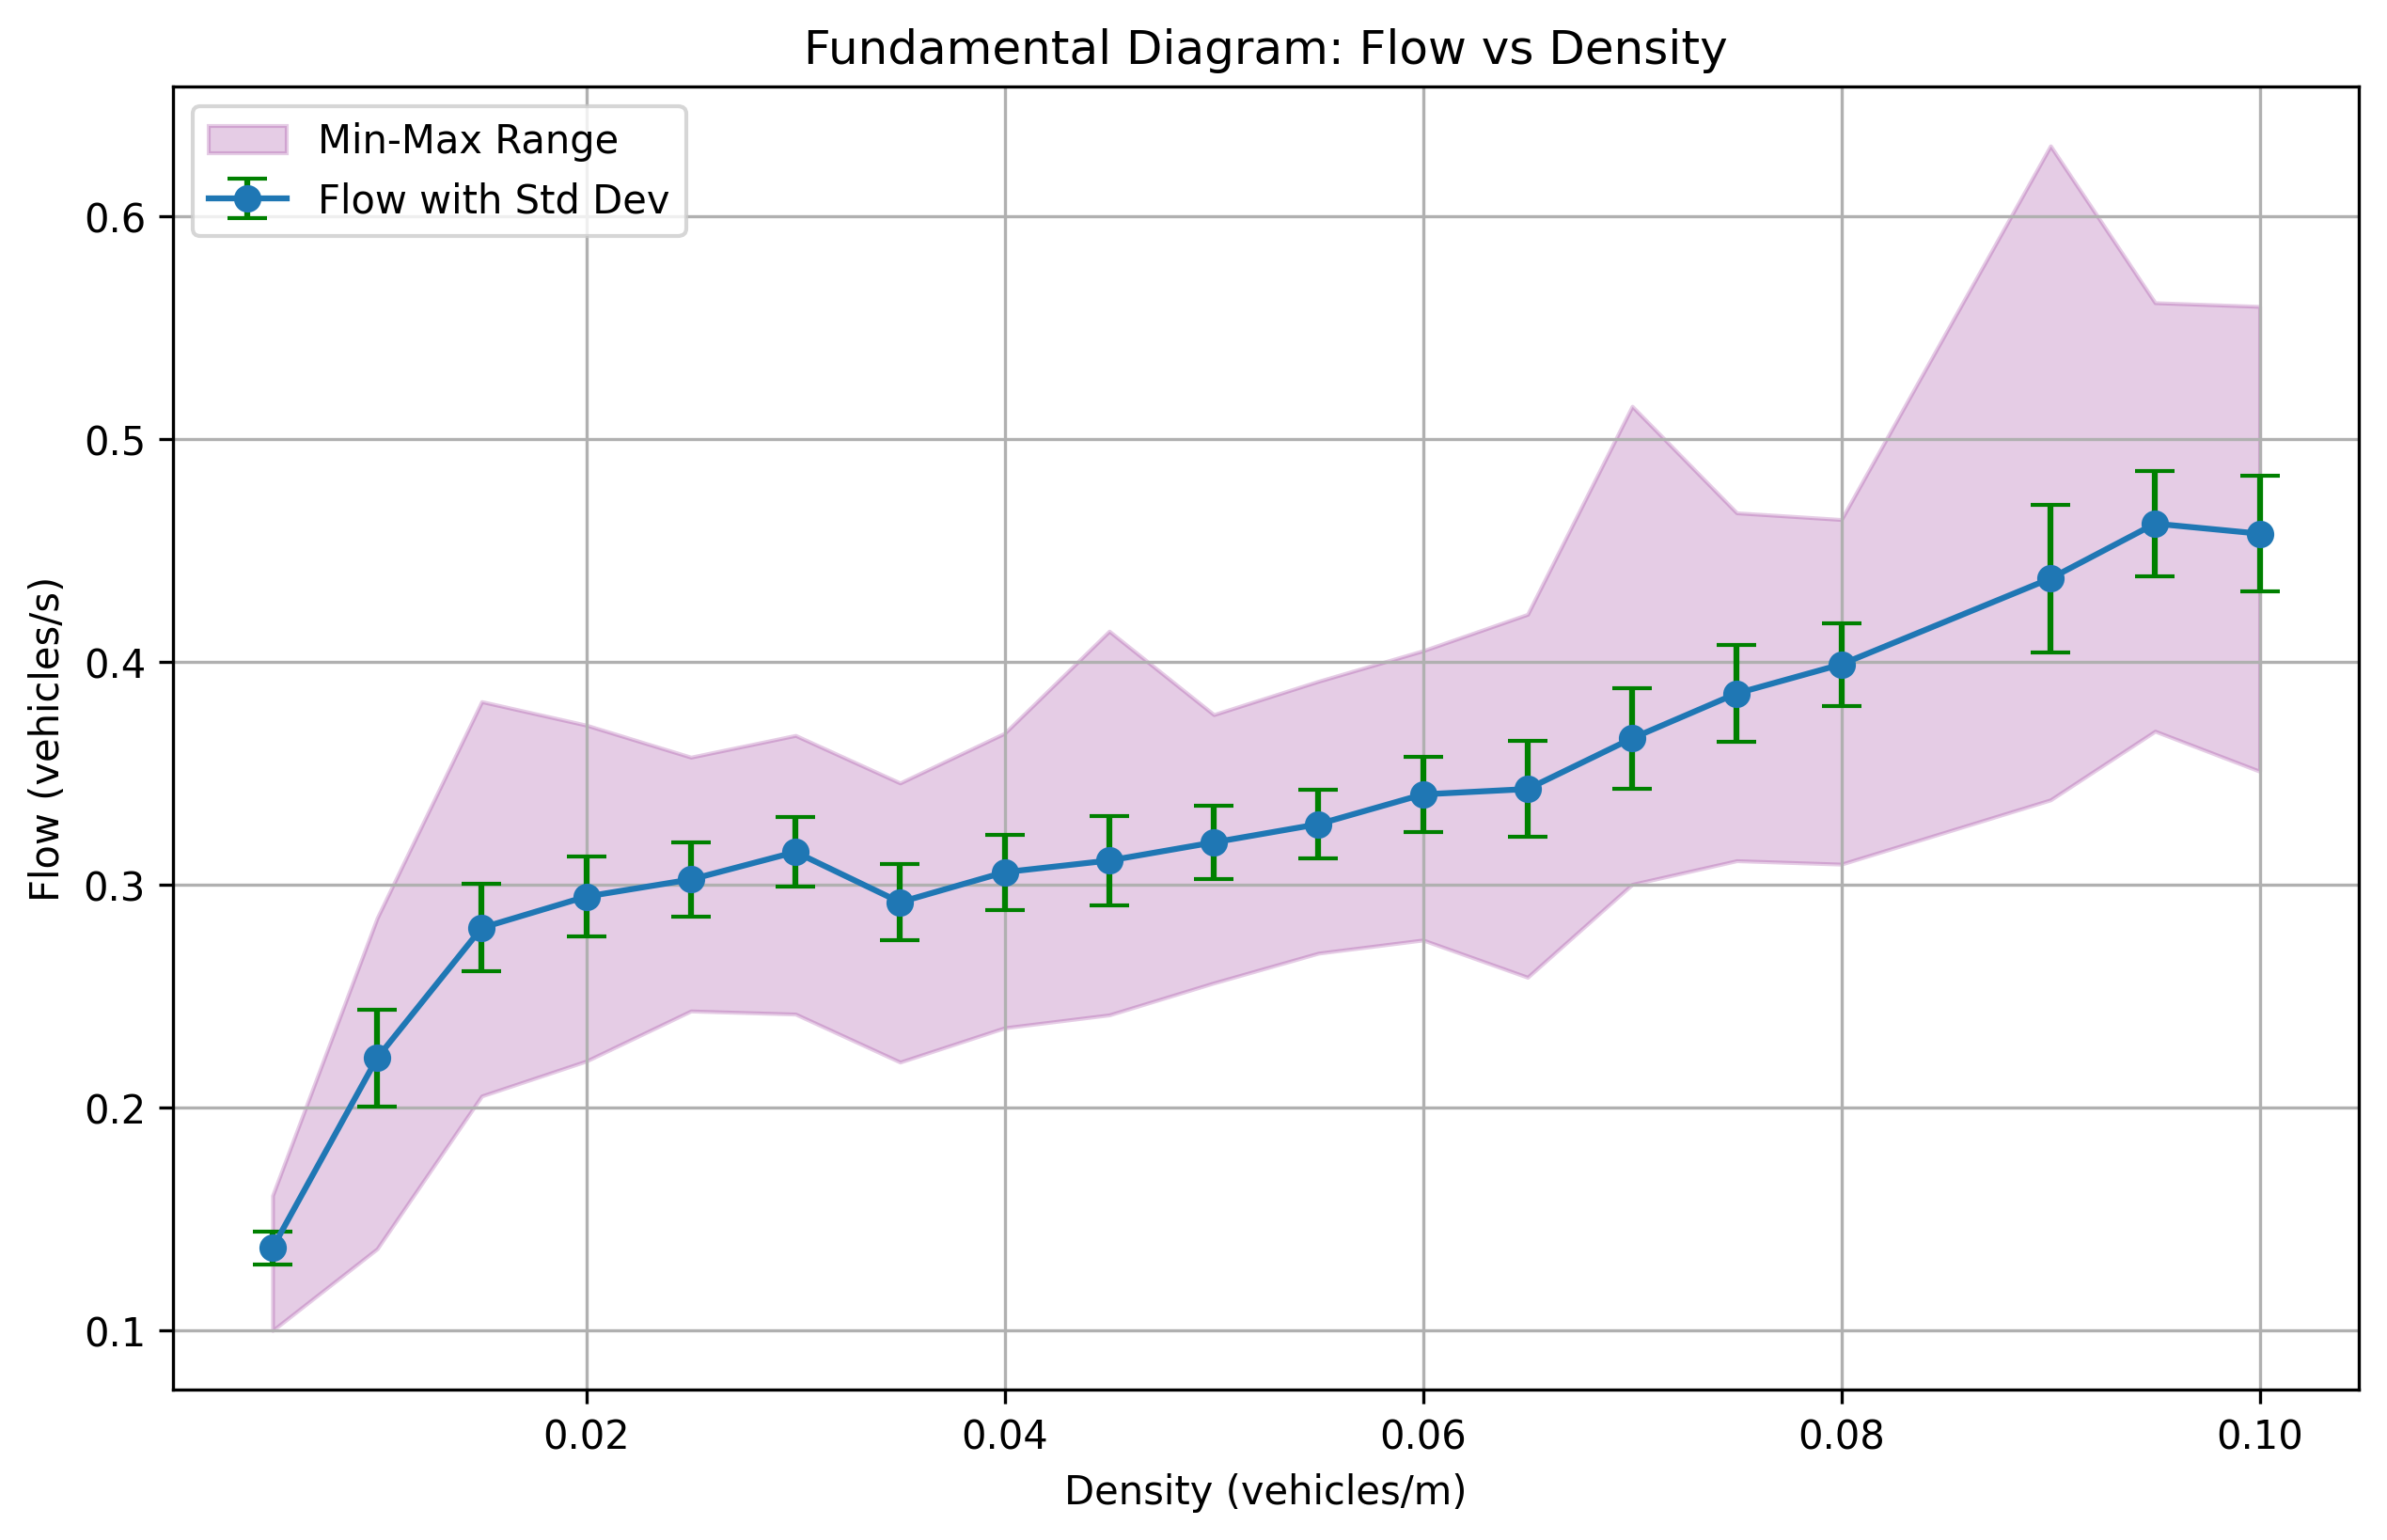 Fundamental Diagram: Flow vs Density
Min-Max Range
Flow with Std Dev
Flow (vehicles/s)
0.6
0.5
0.4
0.3
0.2
0.1
0.02 0.04 0.06 0.08 0.10
Density (vehicles/m)